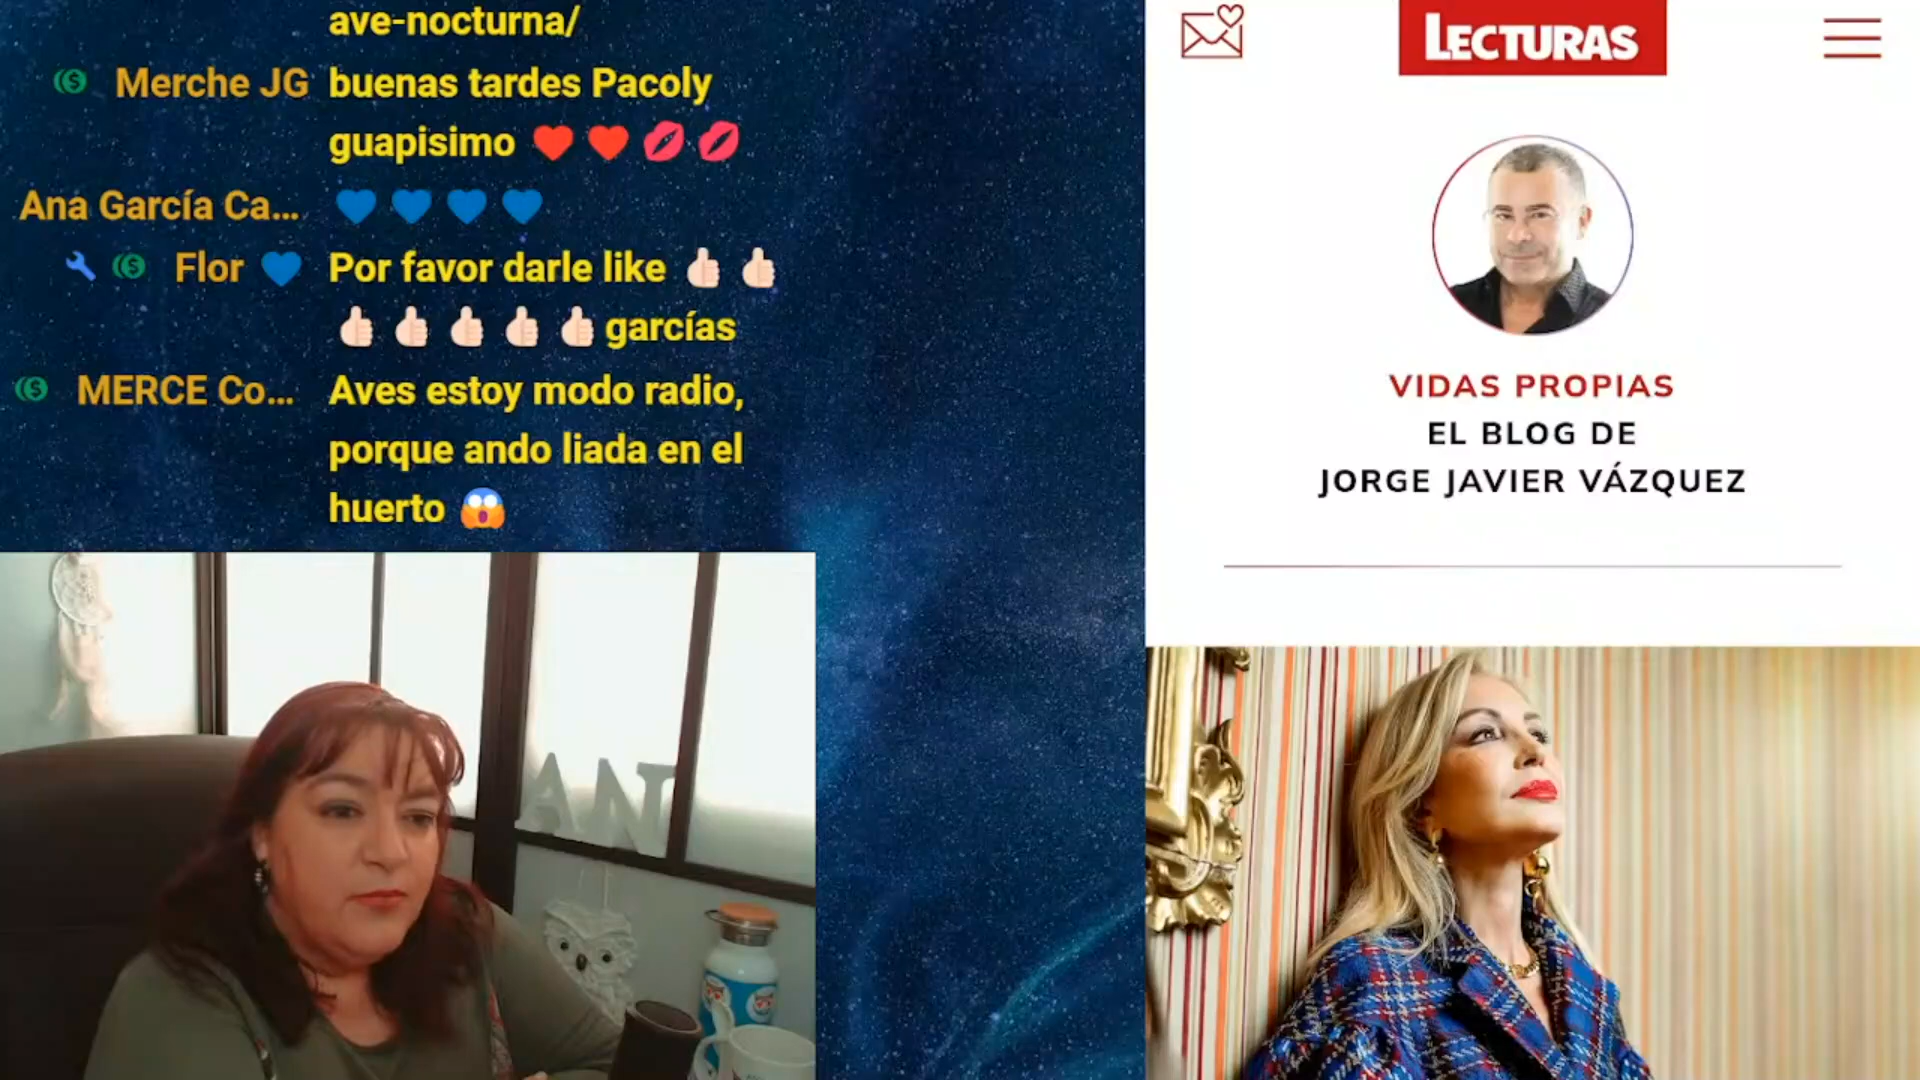 ave-nocturna/
Merche JG buenas tardes Pacoly
guapisimo
Ana García Ca...
Flor Por favor darle like
garcías
MERCE Co... Aves estoy modo radio,
porque ando liada en el
huerto
LECTURAS
VIDAS PROPIAS
EL BLOG DE
JORGE JAVIER VÁZQUEZ
AN